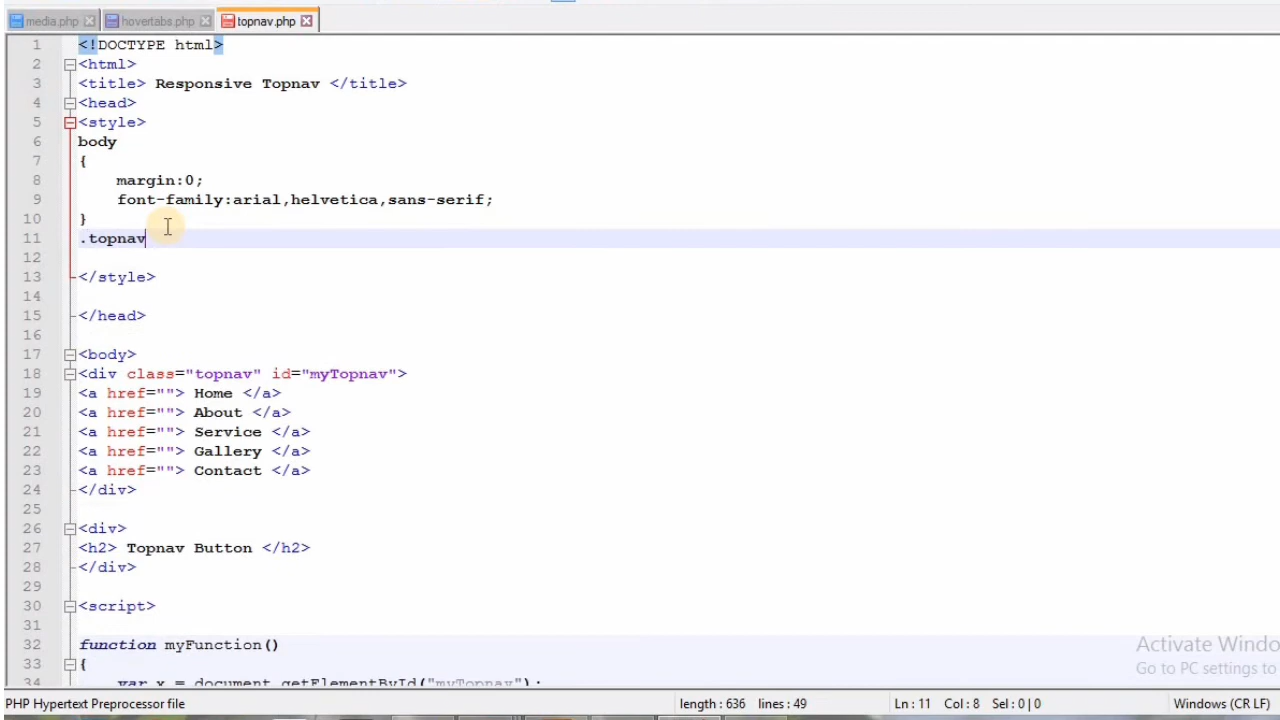 media.php hovertabs.php topnav.php
1 <!DOCTYPE html>
2 <html>
3 <title> Responsive Topnav </title>
4 <head>
5 <style>
6 body
7 {
8 margin:0;
9 font-family:arial,helvetica,sans-serif;
10 }
11 .topnav
12
13 </style>
14
15 </head>
16
17 <body>
18 <div class="topnav" id="myTopnav">
19 <a href=""> Home </a>
20 <a href=""> About </a>
21 <a href=""> Service </a>
22 <a href=""> Gallery </a>
23 <a href=""> Contact </a>
24 </div>
25
26 <div>
27 <h2> Topnav Button </h2>
28 </div>
29
30 <script>
31
32 function myFunction()
33 {
34 var x = document.getElementById("myTopnav");
Activate Windo
Go to PC settings to
PHP Hypertext Preprocessor file length : 636 lines : 49 Ln : 11 Col : 8 Sel : 0 | 0 Windows (CR LF)